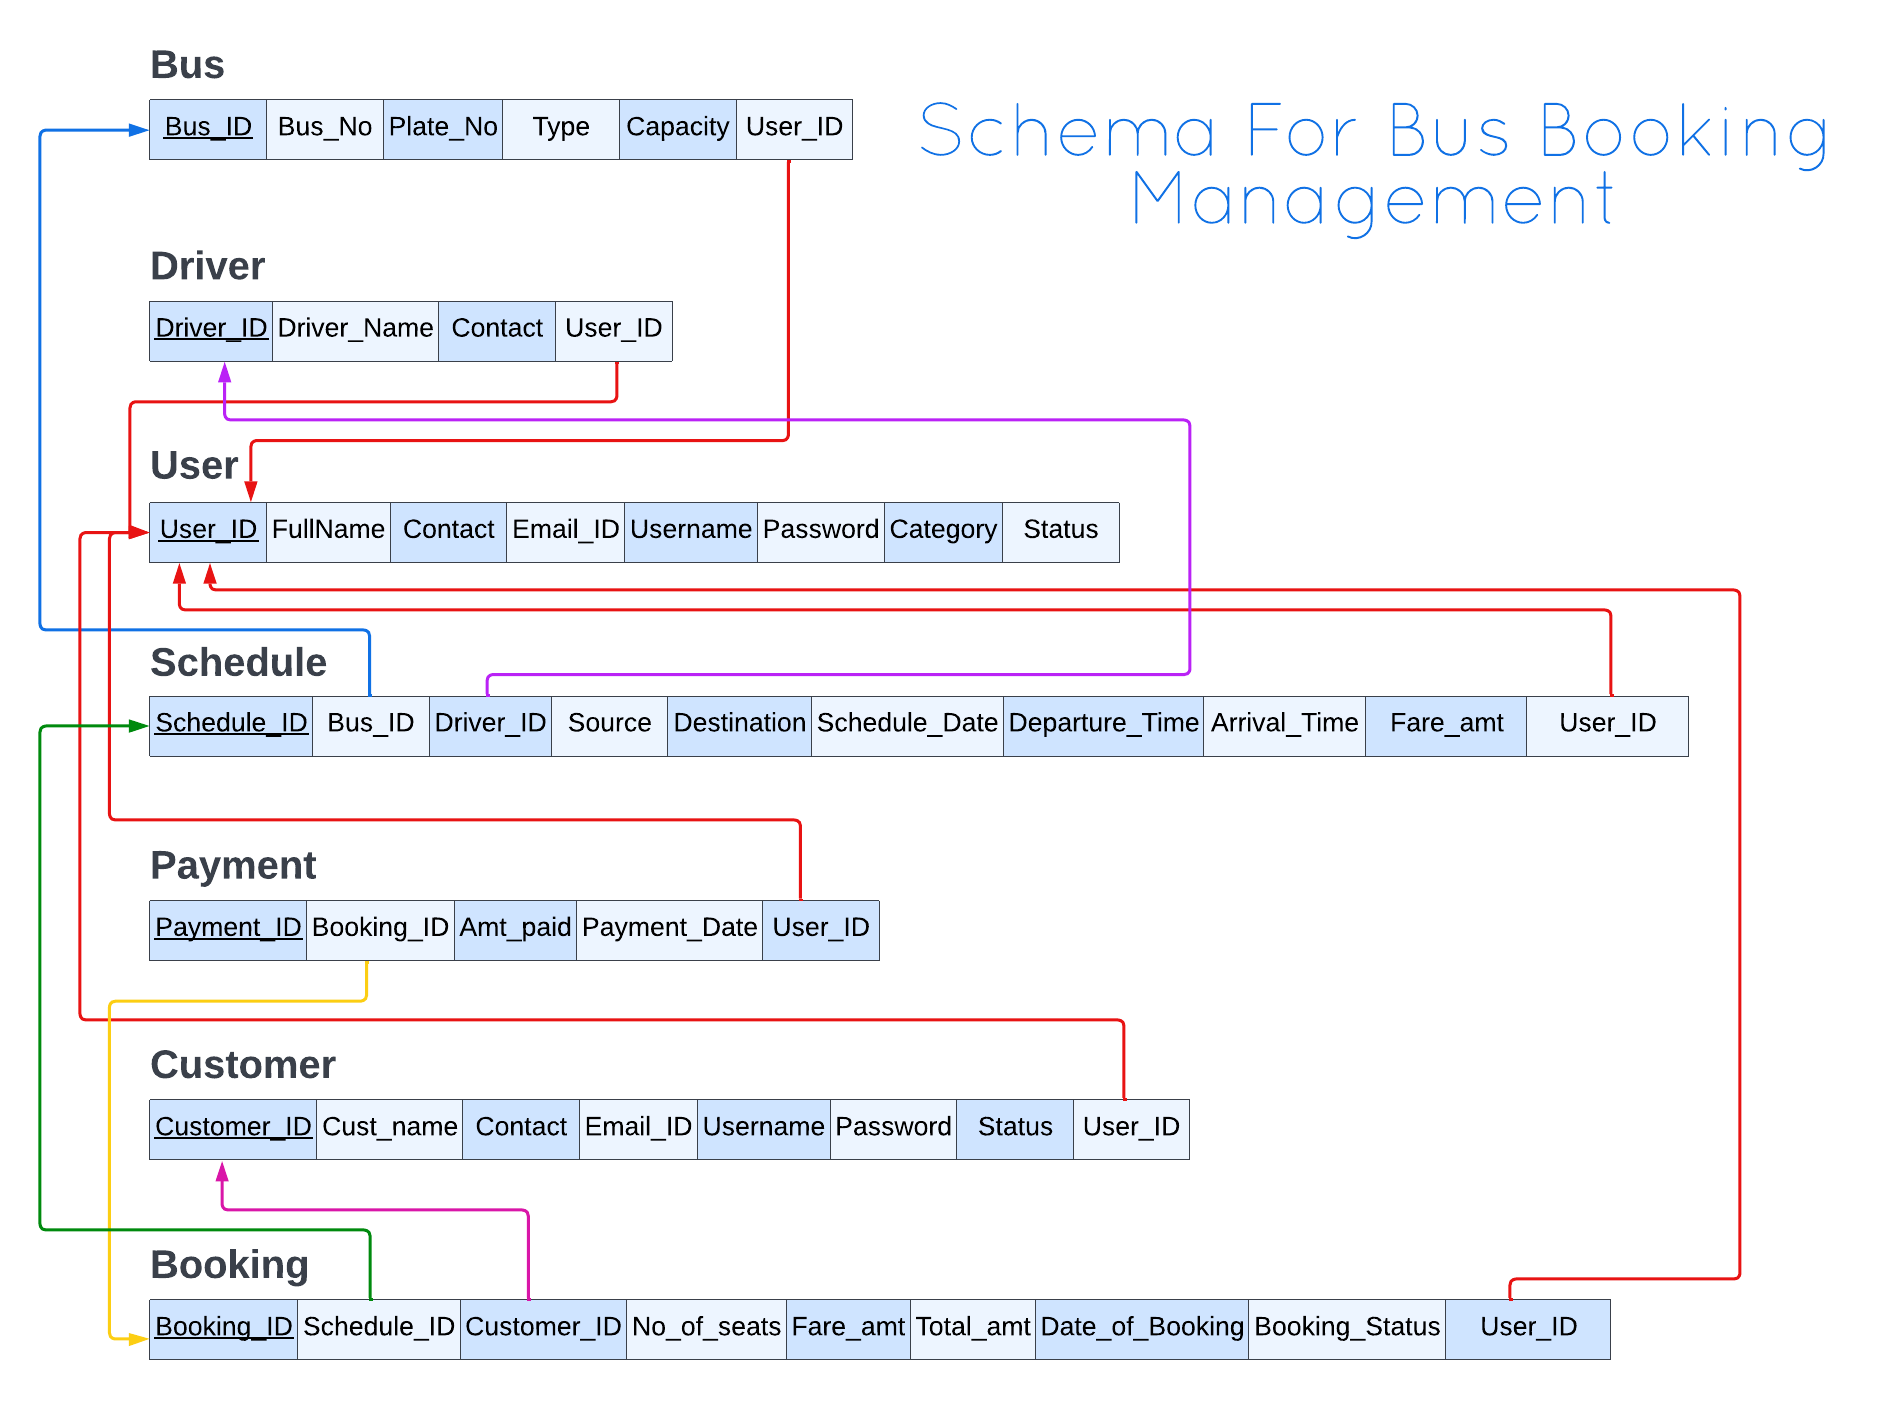 Bus
Schema For Bus Booking
Management
Bus_ID Bus_No Plate_No Type Capacity User_ID
Driver
Driver_ID Driver_Name Contact User_ID
User
User_ID FullName Contact Email_ID Username Password Category Status
Schedule
Schedule_ID Bus_ID Driver_ID Source Destination Schedule_Date Departure_Time Arrival_Time Fare_amt User_ID
Payment
Payment_ID Booking_ID Amt_paid Payment_Date User_ID
Customer
Customer_ID Cust_name Contact Email_ID Username Password Status User_ID
Booking
Booking_ID Schedule_ID Customer_ID No_of_seats Fare_amt Total_amt Date_of_Booking Booking_Status User_ID